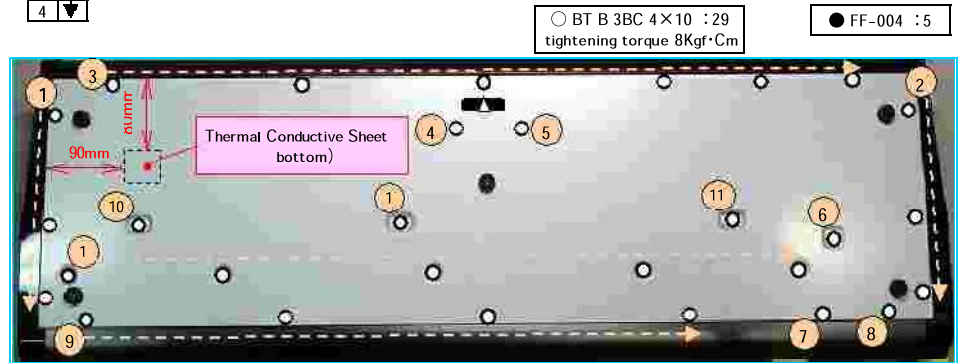 4
○ BT B 3BC 4×10 :29
tightening torque 8Kgf·Cm
● FF-004 :5
3
1
2
80mm
Thermal Conductive Sheet
bottom)
4
5
90mm
10
1
11
6
1
9
7
8